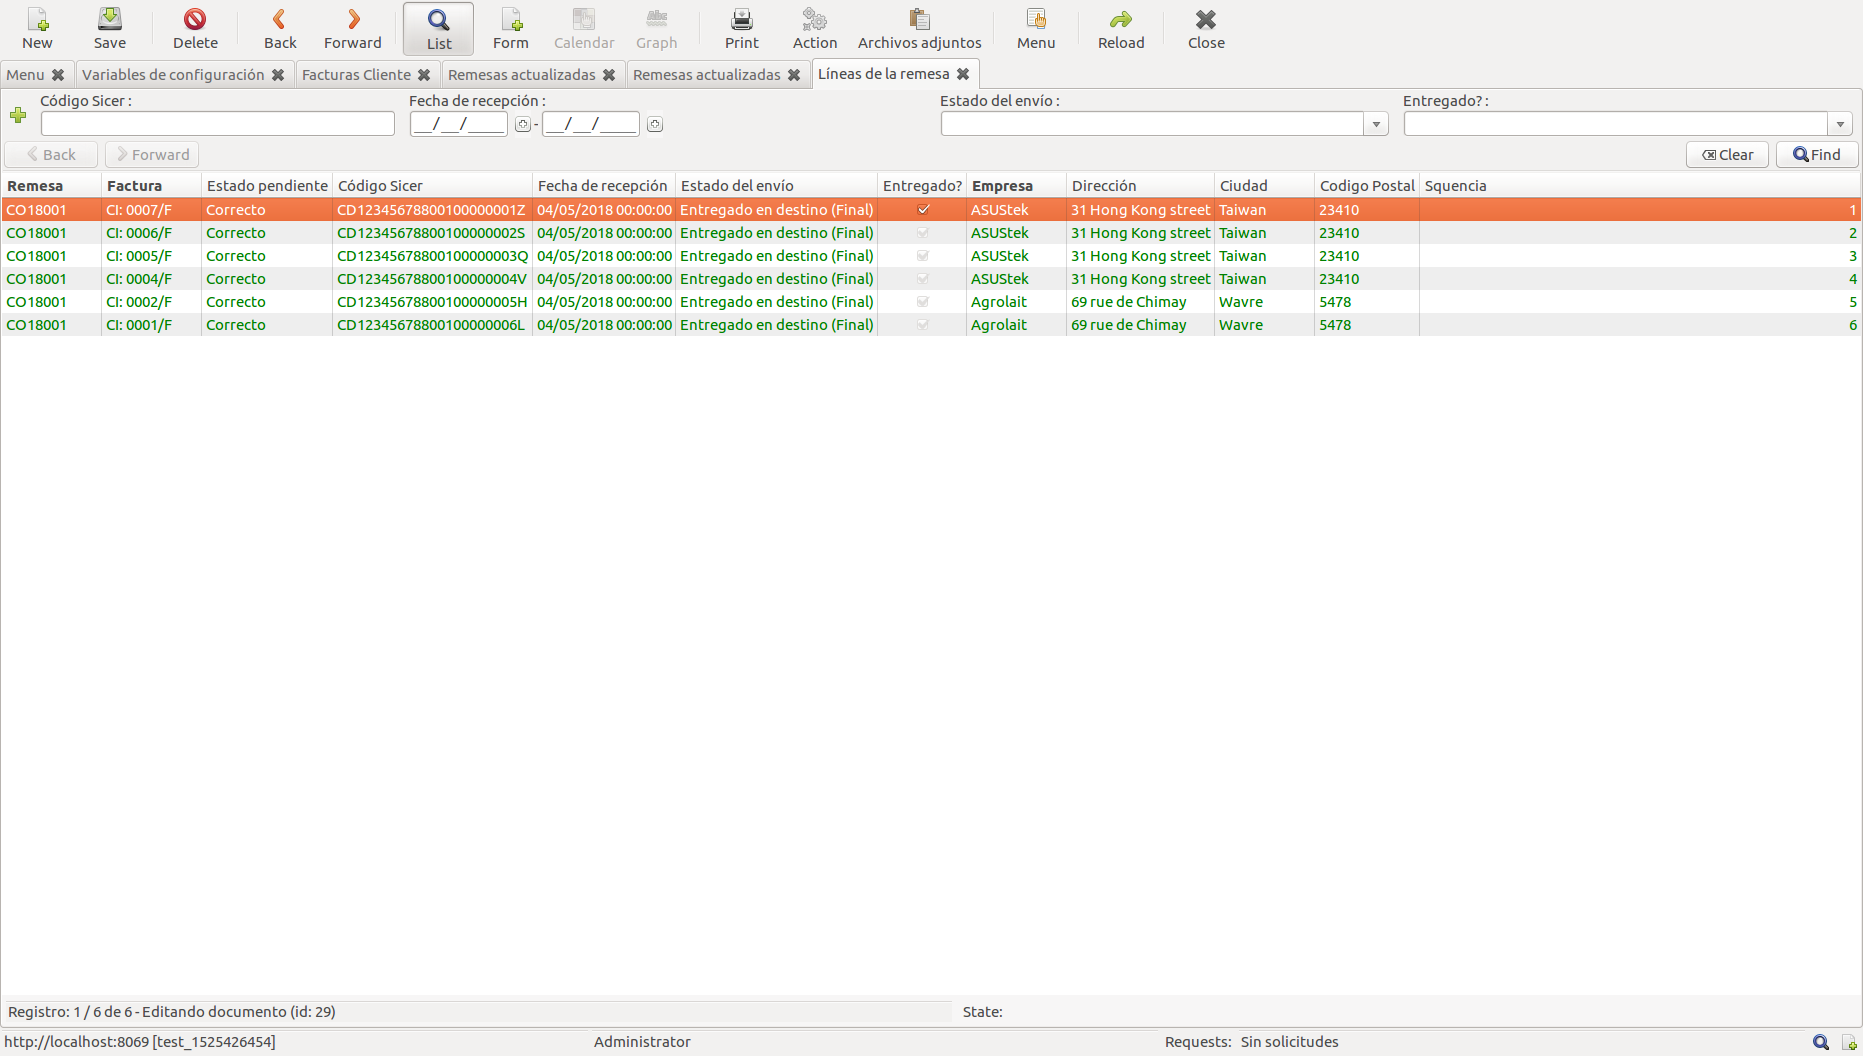 New Save Delete Back Forward List Form Calendar Graph Print Action Archivos adjuntos Menu Reload Close
Menu Variables de configuración Facturas Cliente Remesas actualizadas Remesas actualizadas Líneas de la remesa
Código Sicer : Fecha de recepción : Estado del envío : Entregado? :
__/__/____ - __/__/____
Back Forward Clear Find
Remesa Factura Estado pendiente Código Sicer Fecha de recepción Estado del envío Entregado? Empresa Dirección Ciudad Codigo Postal Squencia
CO18001 CI: 0007/F Correcto CD12345678800100000001Z 04/05/2018 00:00:00 Entregado en destino (Final) ASUStek 31 Hong Kong street Taiwan 23410 1
CO18001 CI: 0006/F Correcto CD12345678800100000002S 04/05/2018 00:00:00 Entregado en destino (Final) ASUStek 31 Hong Kong street Taiwan 23410 2
CO18001 CI: 0005/F Correcto CD12345678800100000003Q 04/05/2018 00:00:00 Entregado en destino (Final) ASUStek 31 Hong Kong street Taiwan 23410 3
CO18001 CI: 0004/F Correcto CD12345678800100000004V 04/05/2018 00:00:00 Entregado en destino (Final) ASUStek 31 Hong Kong street Taiwan 23410 4
CO18001 CI: 0002/F Correcto CD12345678800100000005H 04/05/2018 00:00:00 Entregado en destino (Final) Agrolait 69 rue de Chimay Wavre 5478 5
CO18001 CI: 0001/F Correcto CD12345678800100000006L 04/05/2018 00:00:00 Entregado en destino (Final) Agrolait 69 rue de Chimay Wavre 5478 6
Registro: 1 / 6 de 6 - Editando documento (id: 29) State:
http://localhost:8069 [test_1525426454] Administrator Requests: Sin solicitudes